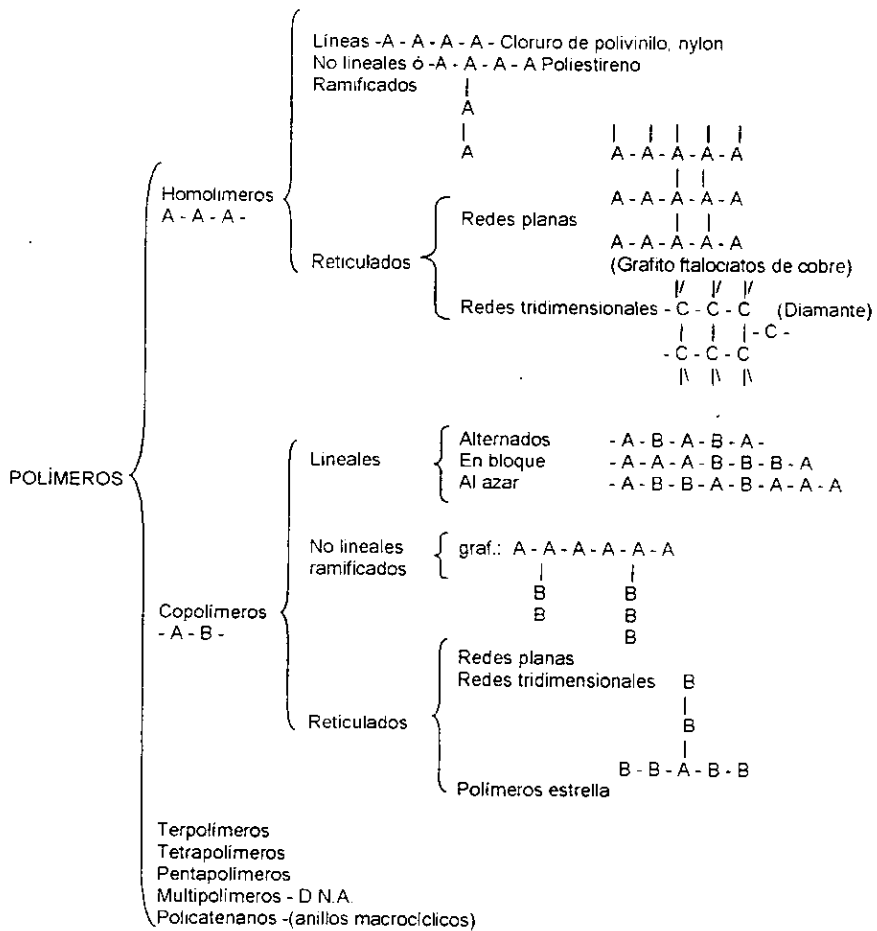 Líneas -A - A - A - A - Cloruro de polivinilo, nylon
No lineales ó -A - A - A - A Poliestireno
Ramificados
A
A
A - A - A - A - A
Homolímeros
A - A - A -
A - A - A - A - A
Redes planas
A - A - A - A - A
Reticulados
(Grafito ftalociatos de cobre)
Redes tridimensionales - C - C - C (Diamante)
- C -
- C - C - C
POLÍMEROS
Lineales
Alternados - A - B - A - B - A -
En bloque - A - A - A - B - B - B - A
Al azar - A - B - B - A - B - A - A - A
No lineales
ramificados
graf.: A - A - A - A - A - A
B B
B B
B
Copolímeros
- A - B -
Reticulados
Redes planas
Redes tridimensionales B
B
B - B - A - B - B
Polímeros estrella
Terpolímeros
Tetrapolímeros
Pentapolímeros
Multipolímeros - D N.A.
Policatenanos -(anillos macrocíclicos)